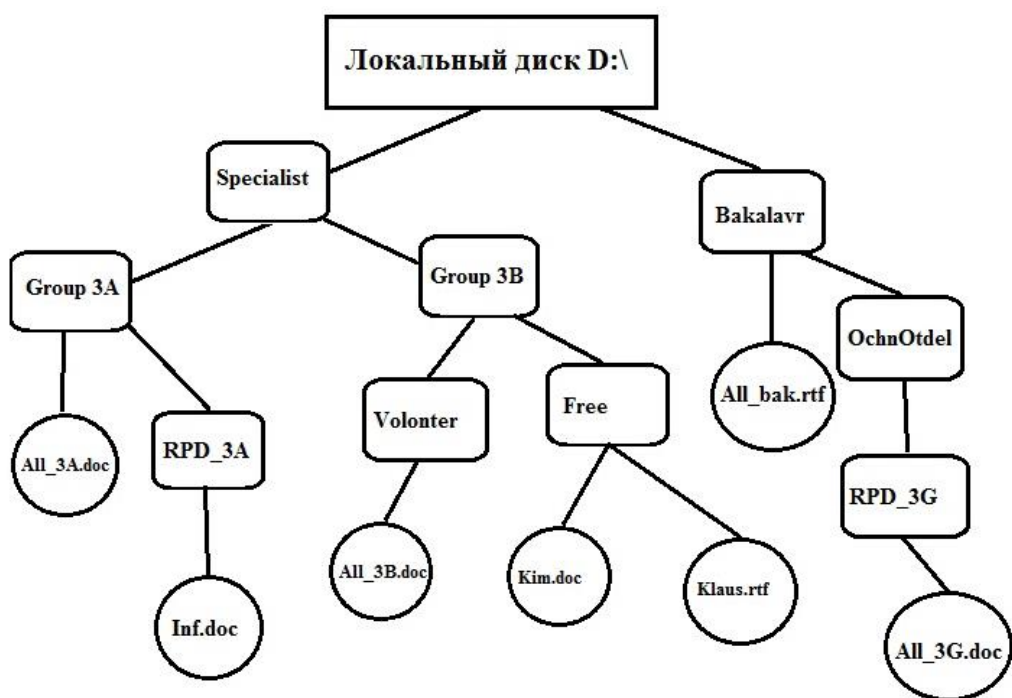 Локальный диск D:\
Specialist
Bakalavr
Group 3A
Group 3B
OchnOtdel
Volonter
Free
All_bak.rtf
All_3A.doc
RPD_3A
RPD_3G
All_3B.doc
Kim.doc
Klaus.rtf
Inf.doc
All_3G.doc